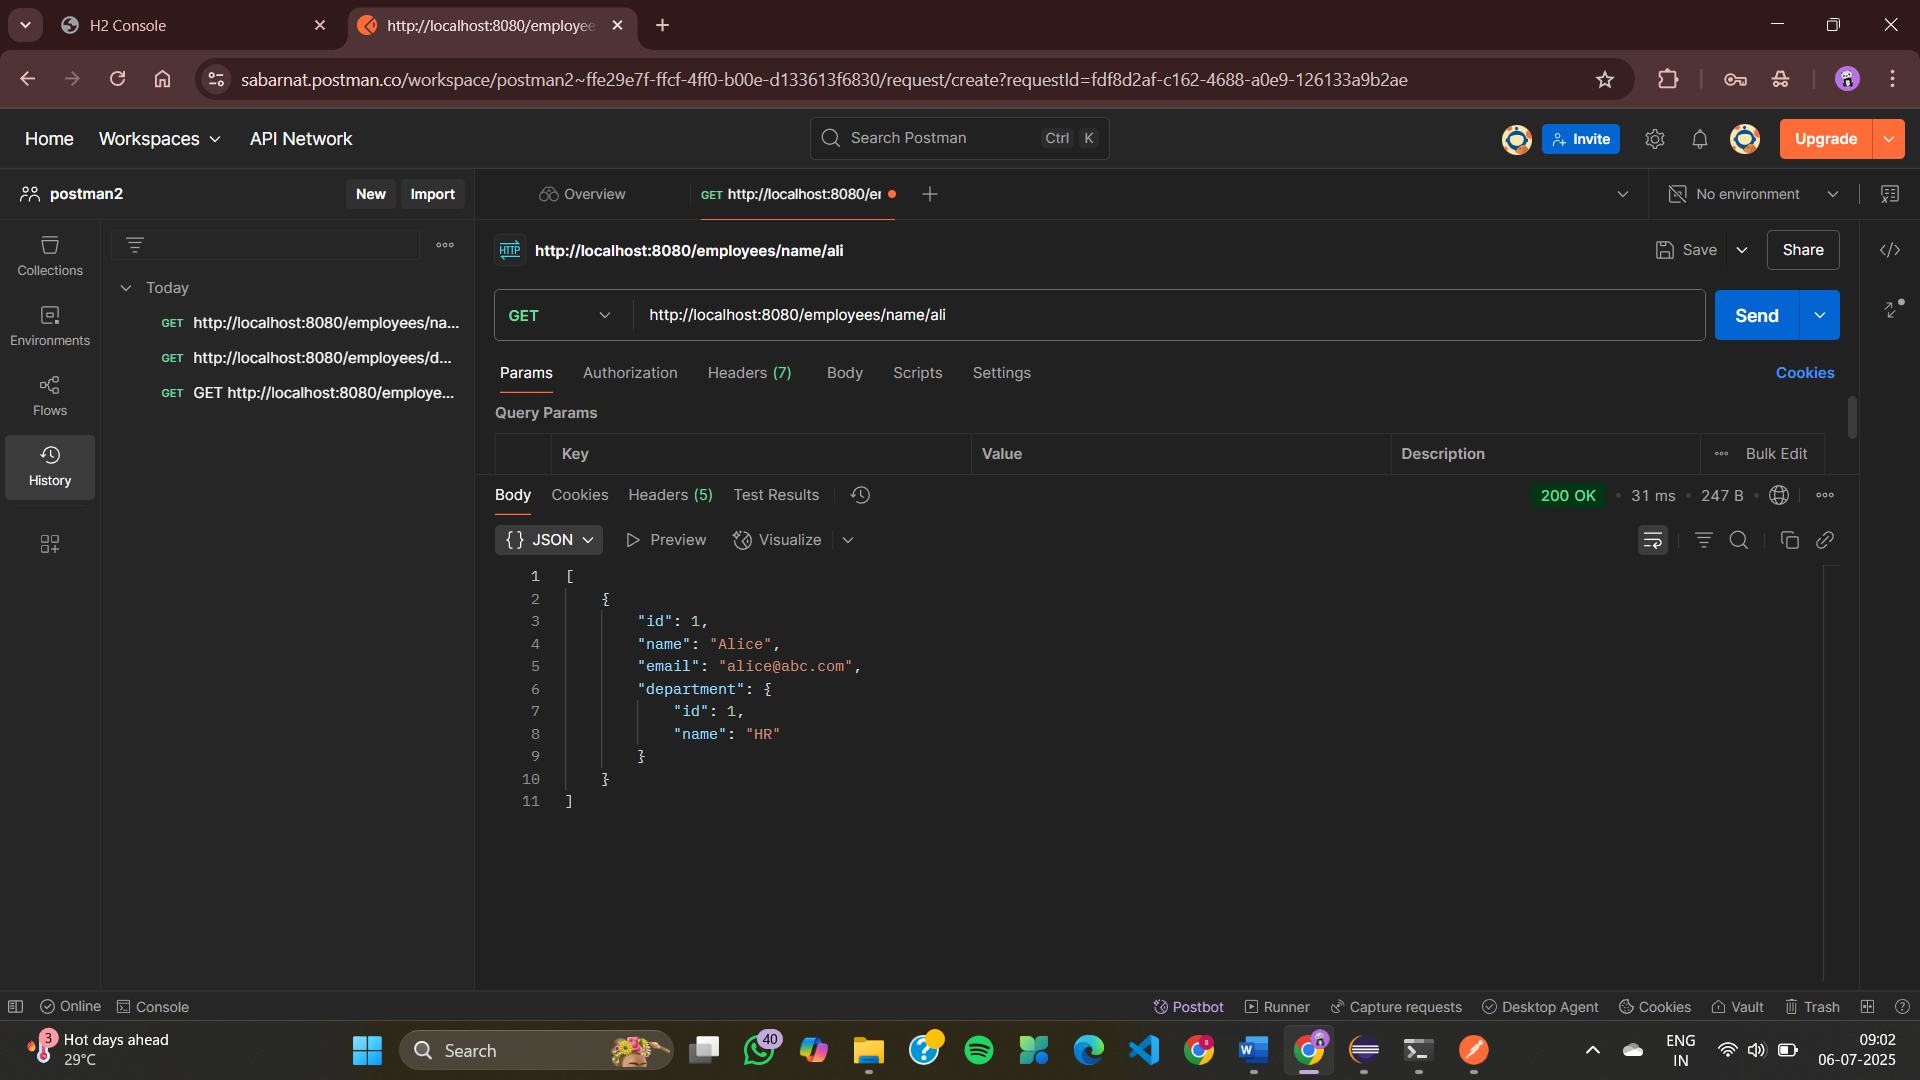 H2 Console
http://localhost:8080/employee
sabarnat.postman.co/workspace/postman2~ffe29e7f-ffcf-4ff0-b00e-d133613f6830/request/create?requestId=fdf8d2af-c162-4688-a0e9-126133a9b2ae
Home Workspaces API Network
Search Postman Ctrl K
Invite Upgrade
postman2 New Import
Overview GET http://localhost:8080/er
No environment
Collections
Environments
Flows
History
Today
GET http://localhost:8080/employees/na...
GET http://localhost:8080/employees/d...
GET GET http://localhost:8080/employe...
HTTP http://localhost:8080/employees/name/ali
Save Share
GET http://localhost:8080/employees/name/ali
Send
Params Authorization Headers (7) Body Scripts Settings Cookies
Query Params
Key Value Description Bulk Edit
Body Cookies Headers (5) Test Results
200 OK • 31 ms • 247 B •
{} JSON Preview Visualize
1 [
2 {
3 "id": 1,
4 "name": "Alice",
5 "email": "alice@abc.com",
6 "department": {
7 "id": 1,
8 "name": "HR"
9 }
10 }
11 ]
Online Console
Postbot Runner Capture requests Desktop Agent Cookies Vault Trash
3 Hot days ahead
29°C
Search
40
8
ENG
IN
09:02
06-07-2025